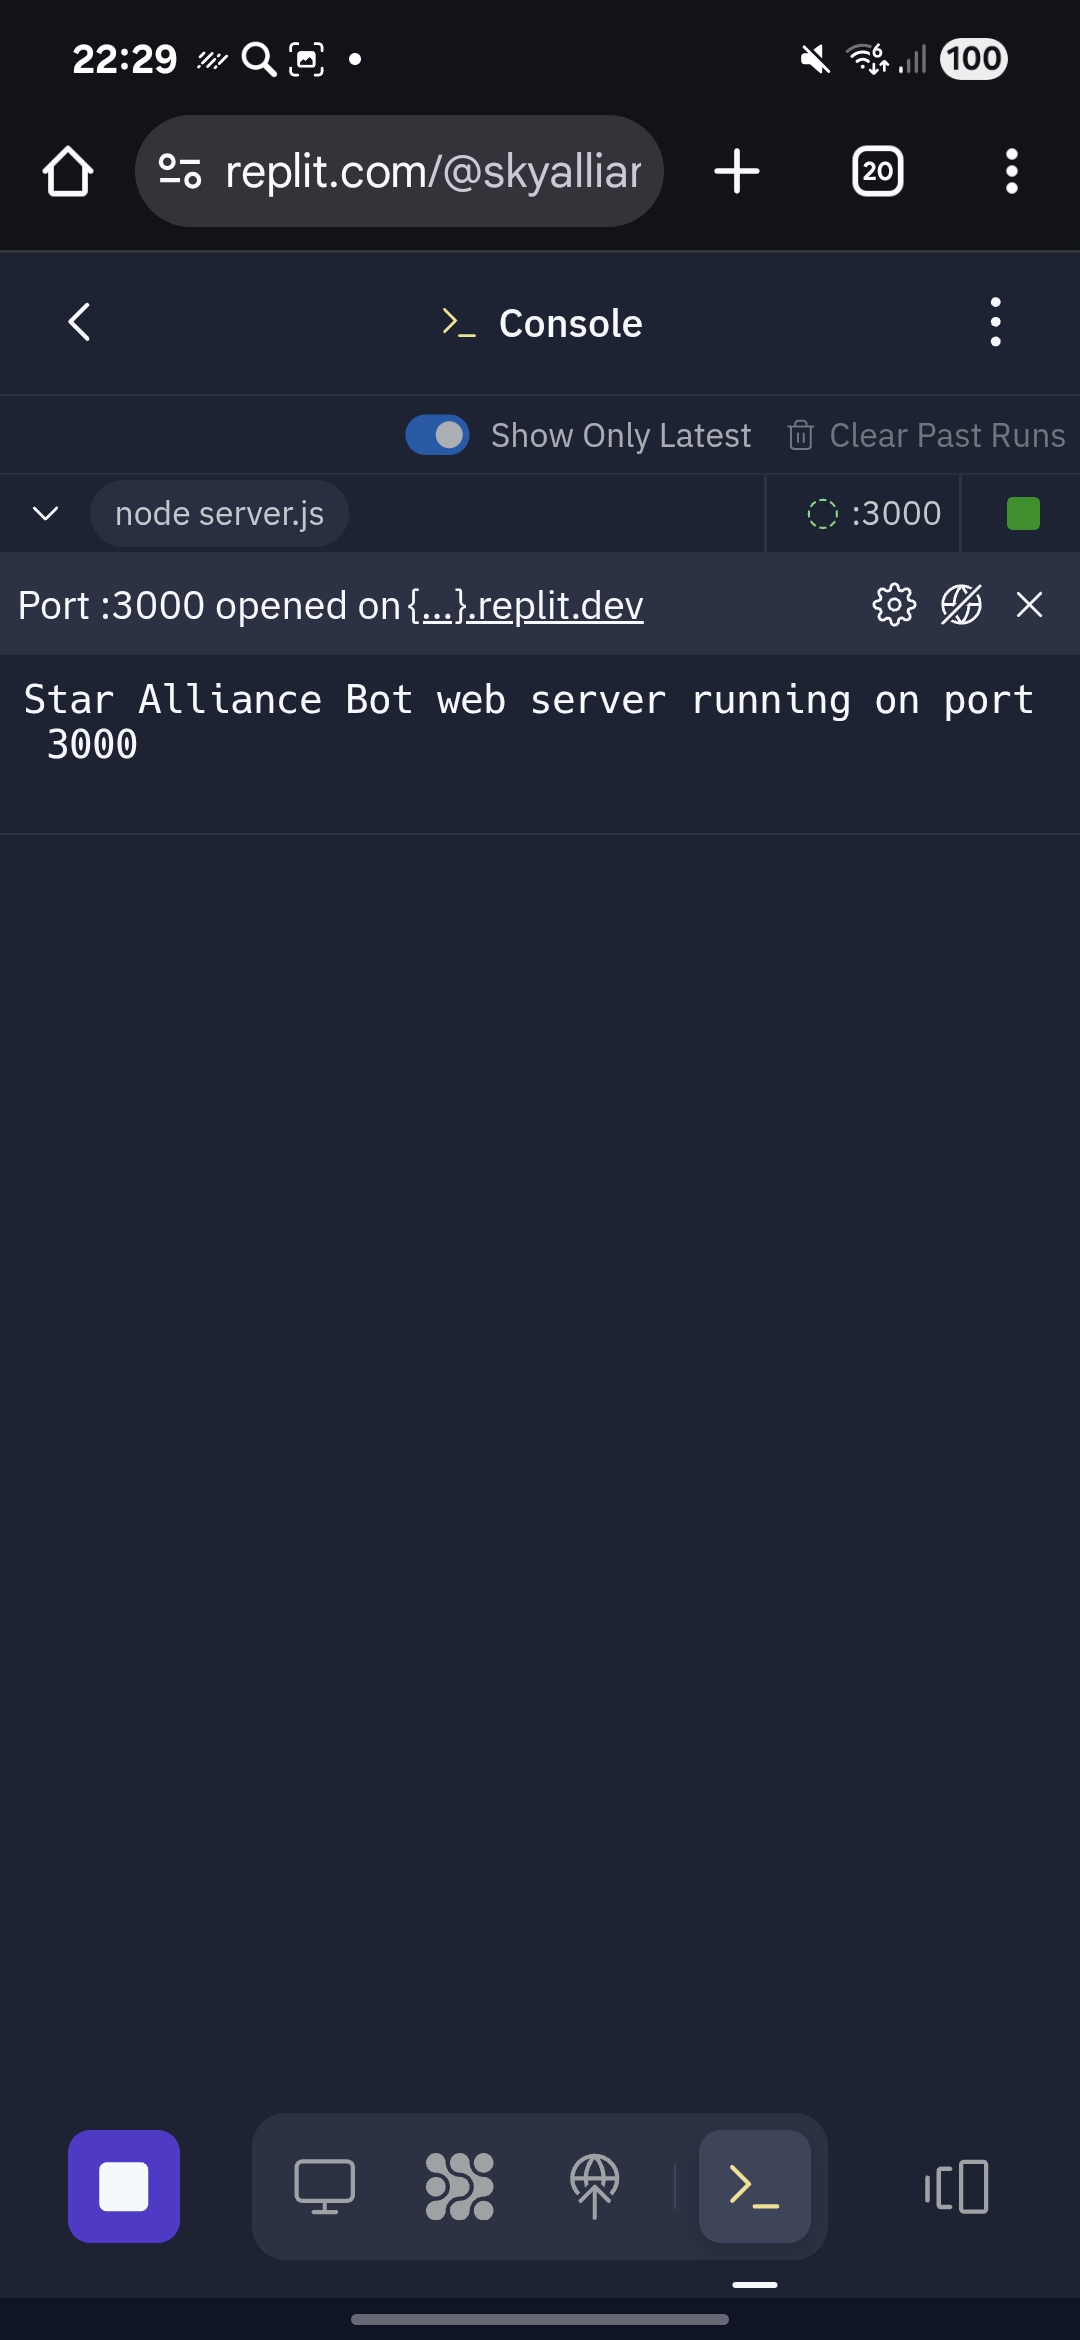 22:29
6
100
replit.com/@skyalliar
20
Console
Show Only Latest
Clear Past Runs
node server.js
:3000
Port :3000 opened on {...}.replit.dev
Star Alliance Bot web server running on port
3000